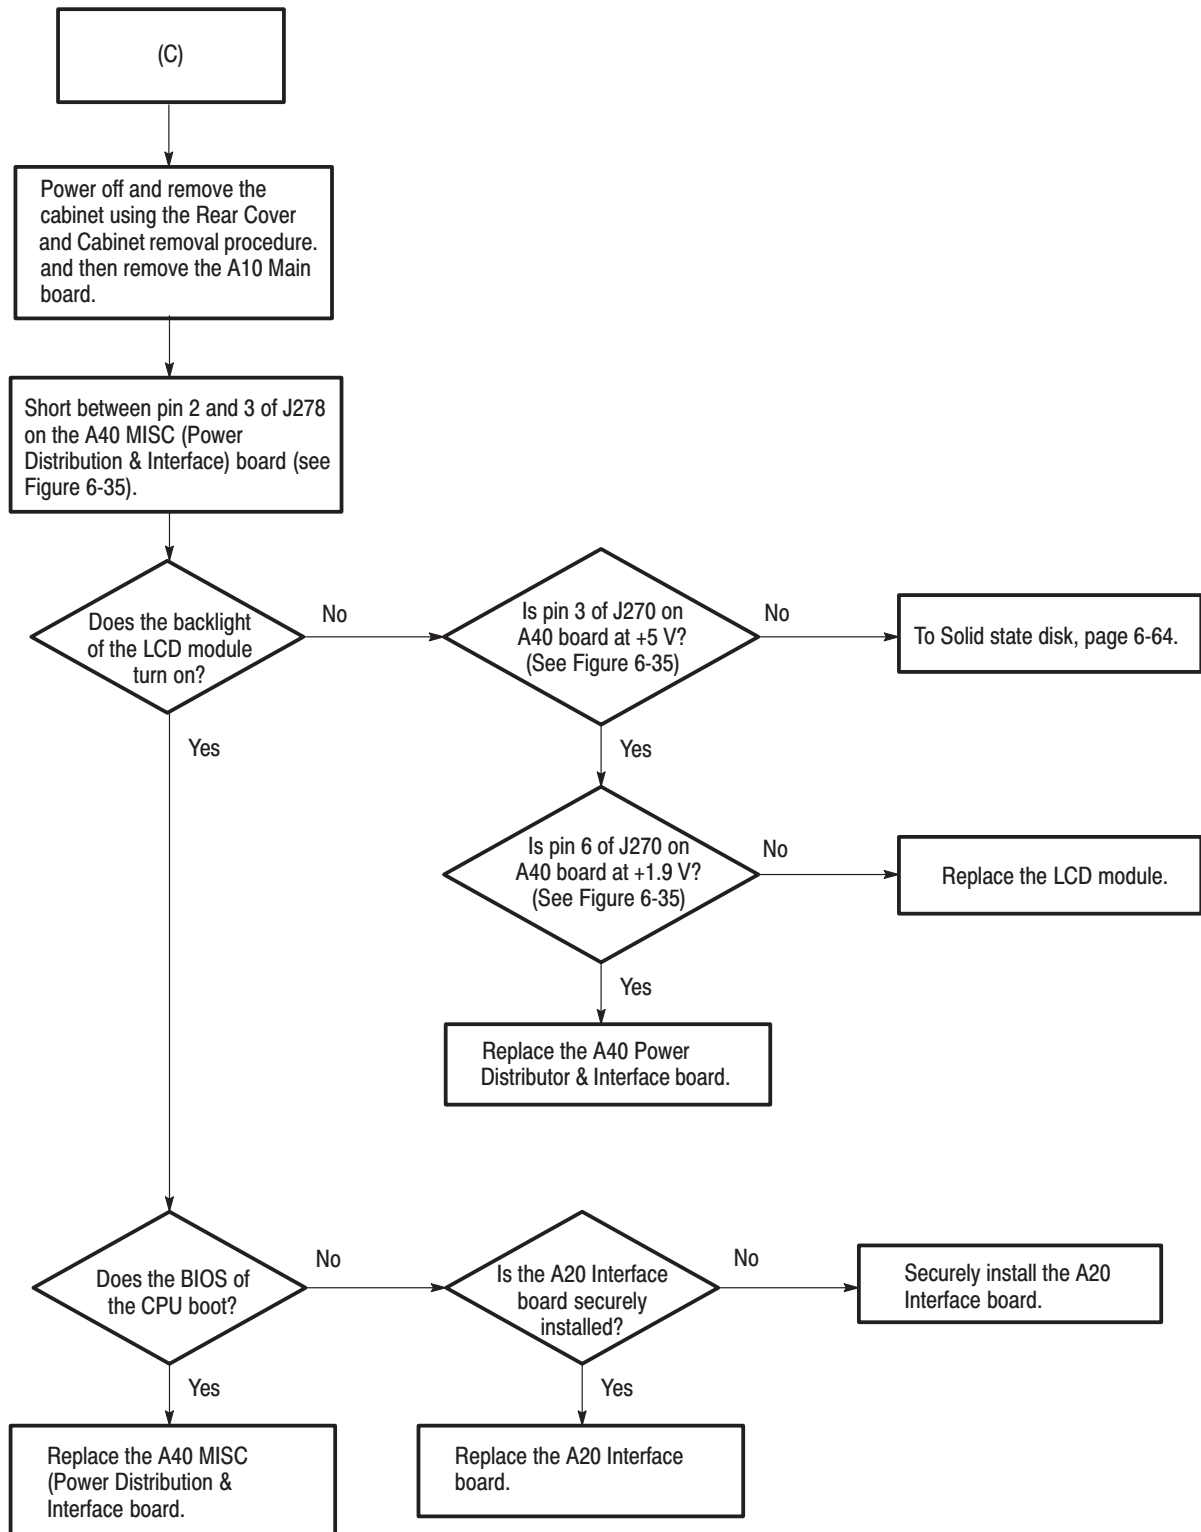 (C)
Power off and remove the
cabinet using the Rear Cover
and Cabinet removal procedure.
and then remove the A10 Main
board.
Short between pin 2 and 3 of J278
on the A40 MISC (Power
Distribution & Interface) board (see
Figure 6-35).
Does the backlight
of the LCD module
turn on?
No
Is pin 3 of J270 on
A40 board at +5 V?
(See Figure 6-35)
No
To Solid state disk, page 6-64.
Yes
Yes
Is pin 6 of J270 on
A40 board at +1.9 V?
(See Figure 6-35)
No
Replace the LCD module.
Yes
Replace the A40 Power
Distributor & Interface board.
Does the BIOS of
the CPU boot?
No
Is the A20 Interface
board securely
installed?
No
Securely install the A20
Interface board.
Yes
Yes
Replace the A40 MISC
(Power Distribution &
Interface board.
Replace the A20 Interface
board.